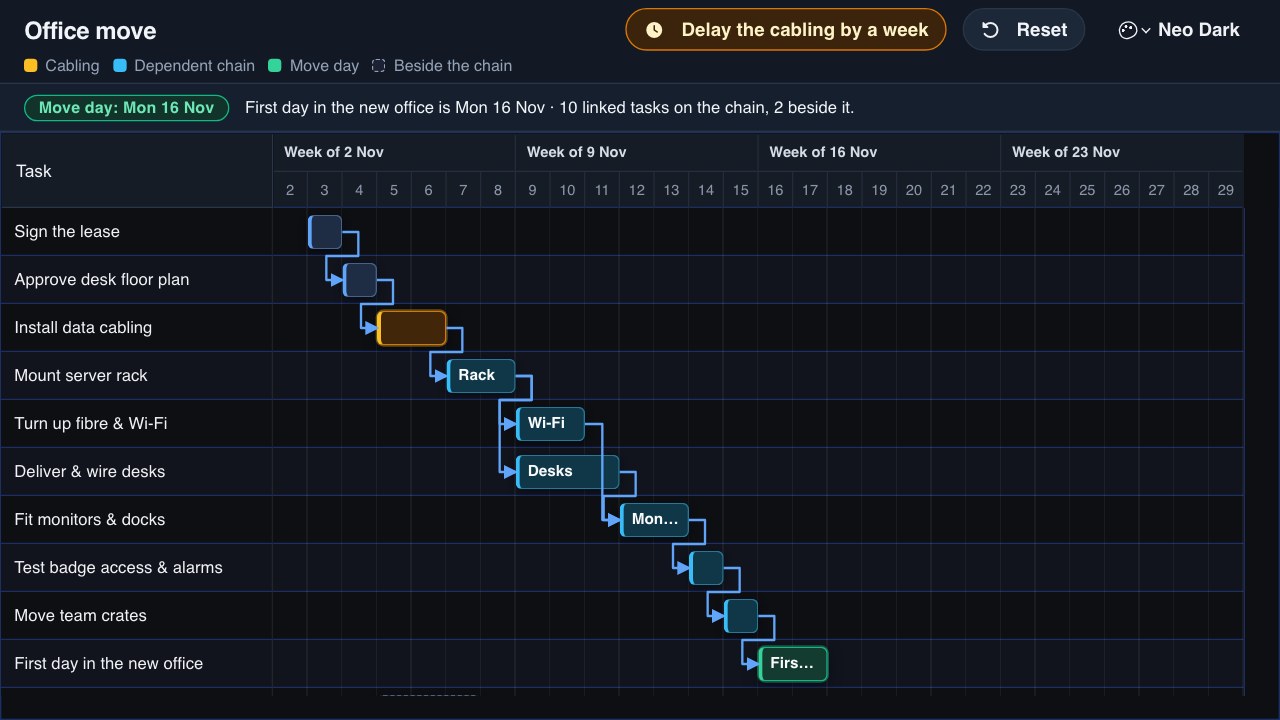 Office move
Delay the cabling by a week
Reset
Neo Dark
Cabling
Dependent chain
Move day
Beside the chain
Move day: Mon 16 Nov
First day in the new office is Mon 16 Nov · 10 linked tasks on the chain, 2 beside it.
Task
Week of 2 Nov
Week of 9 Nov
Week of 16 Nov
Week of 23 Nov
2 3 4 5 6 7 8 9 10 11 12 13 14 15 16 17 18 19 20 21 22 23 24 25 26 27 28 29
Sign the lease
Approve desk floor plan
Install data cabling
Mount server rack
Rack
Turn up fibre & Wi-Fi
Wi-Fi
Deliver & wire desks
Desks
Fit monitors & docks
Mon…
Test badge access & alarms
Move team crates
First day in the new office
Firs…